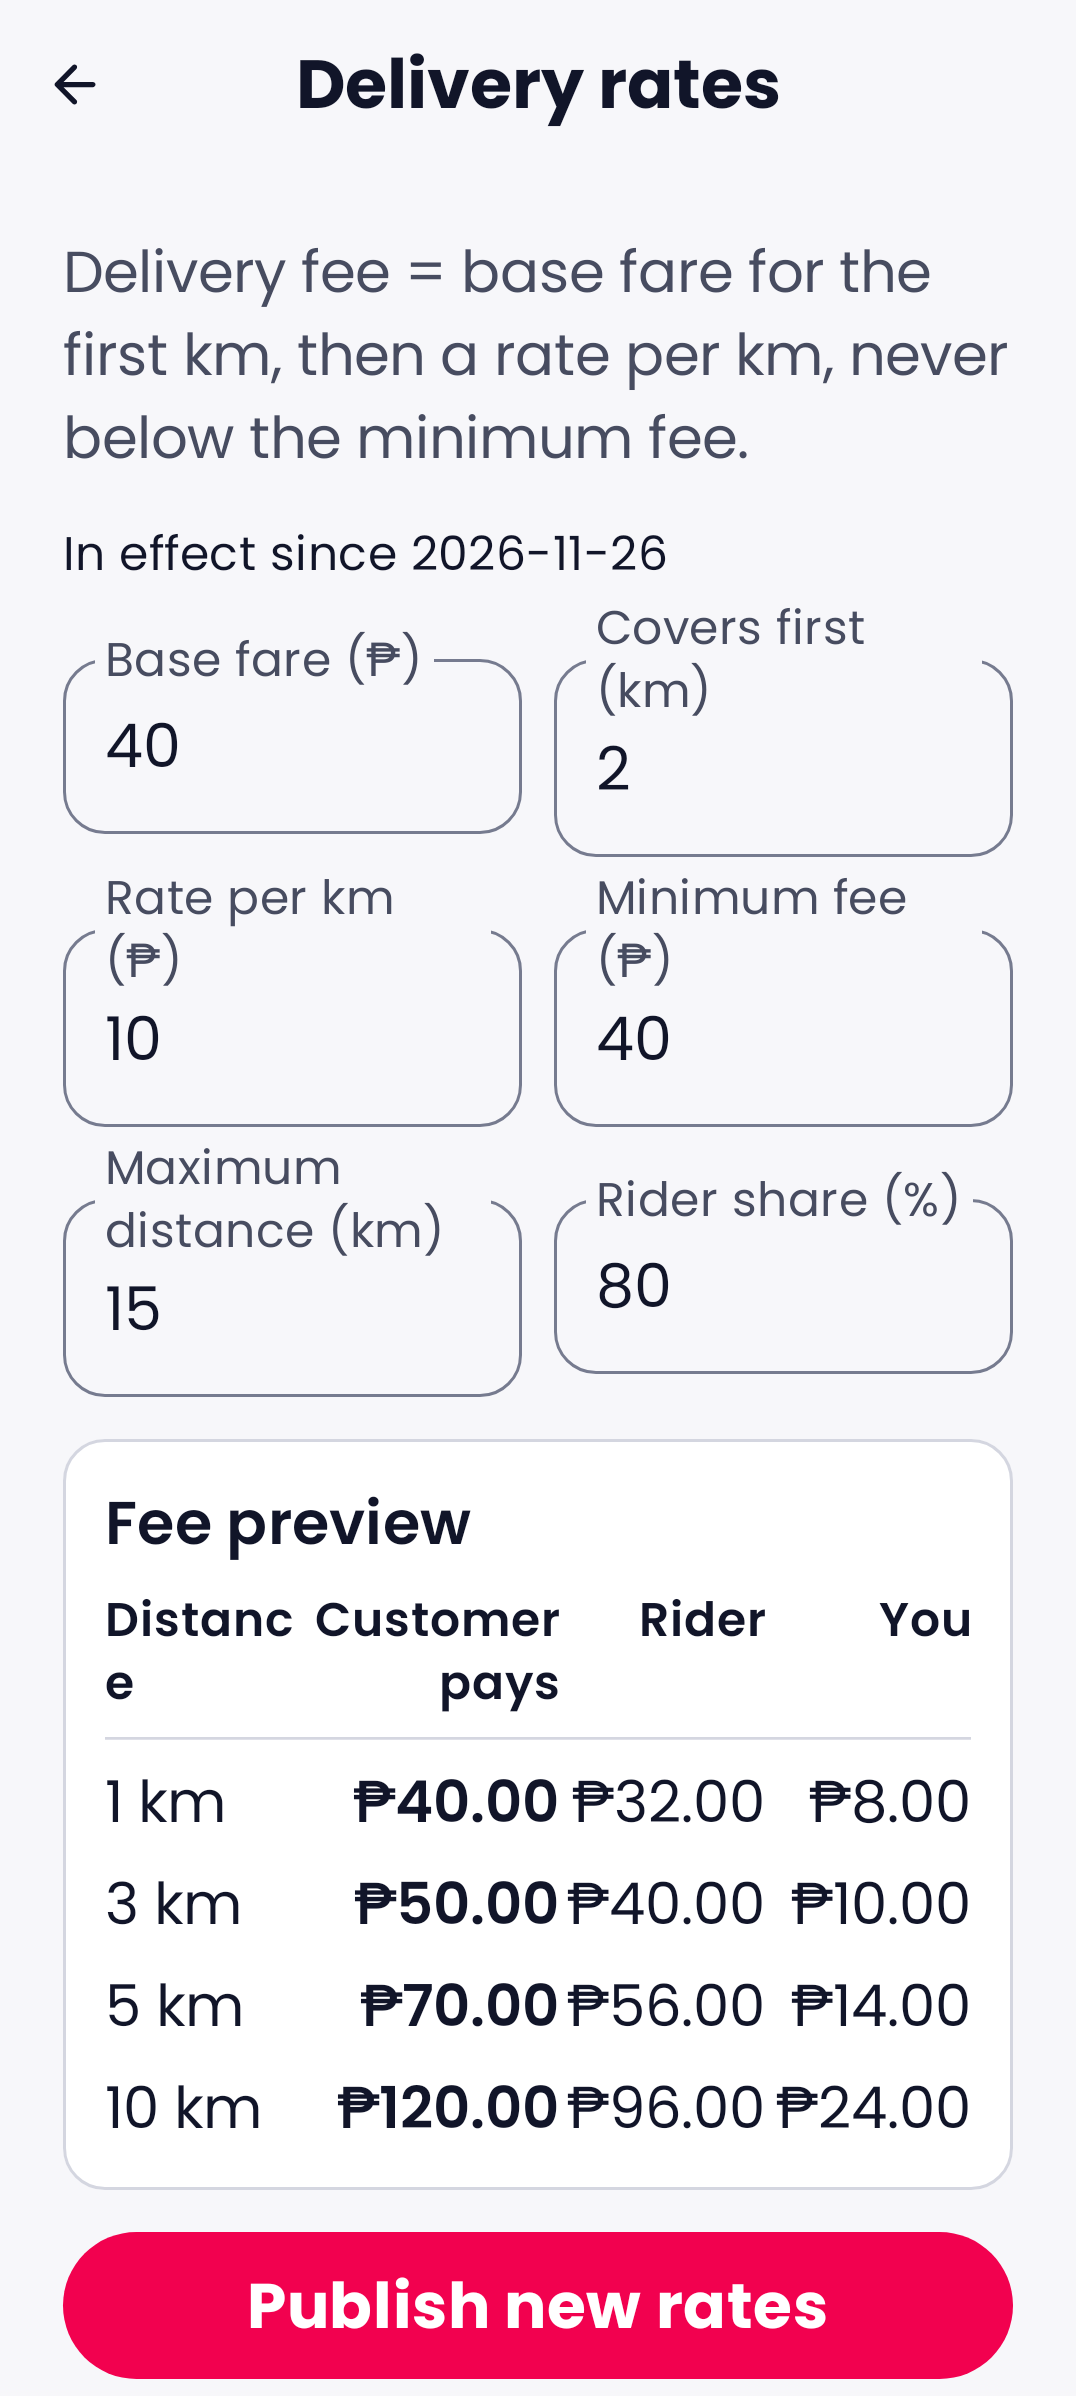 Delivery rates
Delivery fee = base fare for the
first km, then a rate per km, never
below the minimum fee.
In effect since 2026-11-26
Base fare (₱)
40
Covers first
(km)
2
Rate per km
(₱)
10
Minimum fee
(₱)
40
Maximum
distance (km)
15
Rider share (%)
80
Fee preview
Distanc
e
Customer
pays
Rider
You
1 km ₱40.00 ₱32.00 ₱8.00
3 km ₱50.00 ₱40.00 ₱10.00
5 km ₱70.00 ₱56.00 ₱14.00
10 km ₱120.00 ₱96.00 ₱24.00
Publish new rates